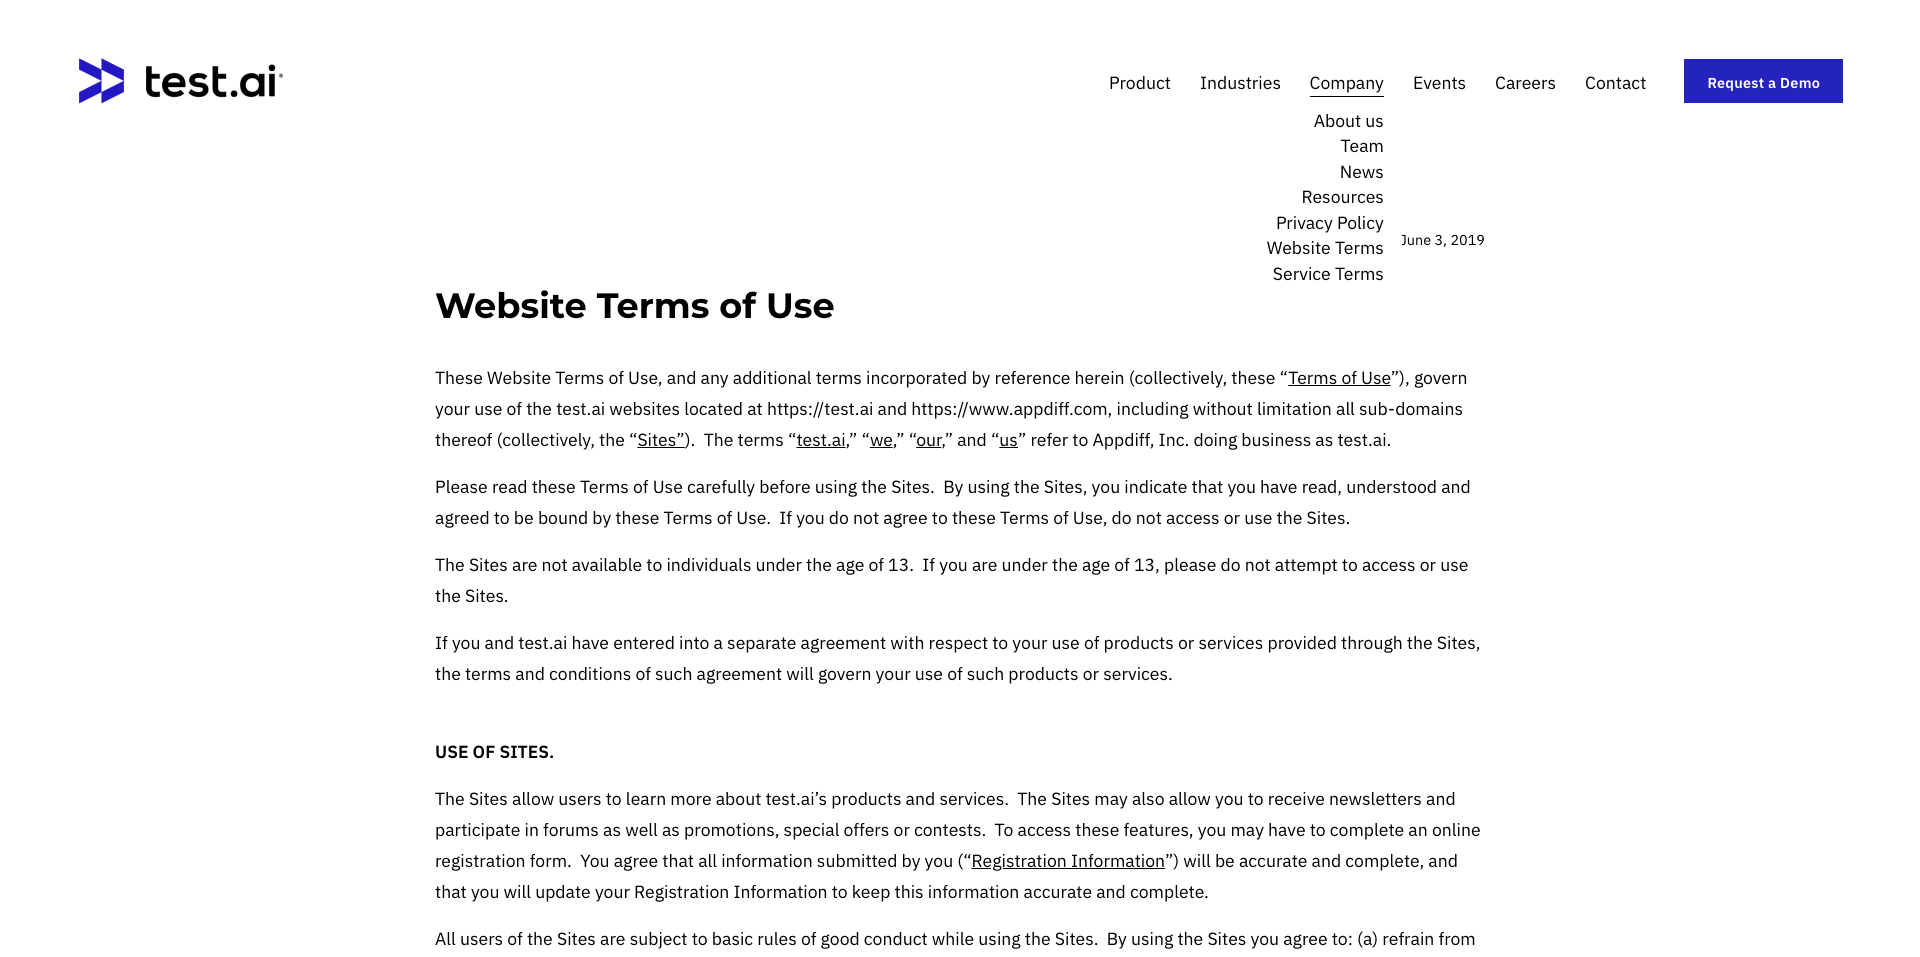 test.ai
Product Industries Company Events Careers Contact Request a Demo
About us
Team
News
Resources
Privacy Policy
Website Terms
Service Terms
June 3, 2019
Website Terms of Use
These Website Terms of Use, and any additional terms incorporated by reference herein (collectively, these “Terms of Use”), govern
your use of the test.ai websites located at https://test.ai and https://www.appdiff.com, including without limitation all sub-domains
thereof (collectively, the “Sites”).  The terms “test.ai,” “we,” “our,” and “us” refer to Appdiff, Inc. doing business as test.ai.
Please read these Terms of Use carefully before using the Sites.  By using the Sites, you indicate that you have read, understood and
agreed to be bound by these Terms of Use.  If you do not agree to these Terms of Use, do not access or use the Sites.
The Sites are not available to individuals under the age of 13.  If you are under the age of 13, please do not attempt to access or use
the Sites.
If you and test.ai have entered into a separate agreement with respect to your use of products or services provided through the Sites,
the terms and conditions of such agreement will govern your use of such products or services.
USE OF SITES.
The Sites allow users to learn more about test.ai’s products and services.  The Sites may also allow you to receive newsletters and
participate in forums as well as promotions, special offers or contests.  To access these features, you may have to complete an online
registration form.  You agree that all information submitted by you (“Registration Information”) will be accurate and complete, and
that you will update your Registration Information to keep this information accurate and complete.
All users of the Sites are subject to basic rules of good conduct while using the Sites.  By using the Sites you agree to: (a) refrain from